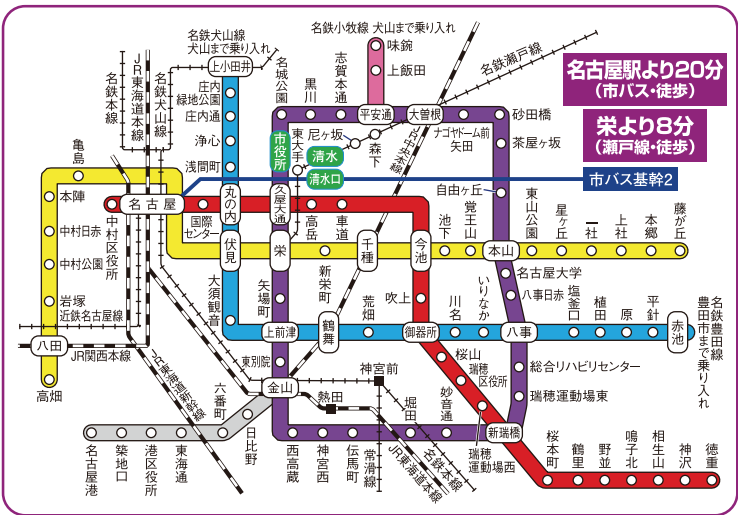 名鉄犬山線
犬山まで乗り入れ
名鉄小牧線 犬山まで乗り入れ
味鋺
上飯田
名鉄瀬戸線
名古屋駅より20分
(市バス・徒歩)
栄より8分
(瀬戸線・徒歩)
市バス基幹2
名鉄本線
JR東海道本線
名鉄犬山線
上小田井
庄内
緑地公園
庄内通
浄心
浅間町
丸の内
伏見
大須観音
名城公園
黒川
志賀本通
平安通
大曽根
ナゴヤドーム前
矢田
砂田橋
茶屋ヶ坂
自由ヶ丘
市役所
東大手
清水
清水口
尼ヶ坂
森下
JR中央本線
亀島
本陣
中村日赤
中村公園
岩塚
近鉄名古屋線
八田
JR関西本線
高畑
名古屋
中村区役所
国際
センター
久屋大通
高岳
車道
栄
新栄町
千種
今池
池下
覚王山
本山
東山公園
星ヶ丘
一社
上社
本郷
藤が丘
矢場町
上前津
鶴舞
荒畑
吹上
御器所
川名
いりなか
八事
名古屋大学
八事日赤
塩釜口
植田
原
平針
赤池
名鉄豊田線
豊田市まで乗り入れ
東別院
金山
JR東海道新幹線
六番町
日比野
東海通
港区役所
築地口
名古屋港
熱田
神宮前
西高蔵
神宮西
伝馬町
常滑線
堀田
妙音通
JR東海道本線
名鉄本線
桜山
瑞穂
区役所
瑞穂
運動場西
新瑞橋
総合リハビリセンター
瑞穂運動場東
桜本町
鶴里
野並
鳴子北
相生山
神沢
徳重